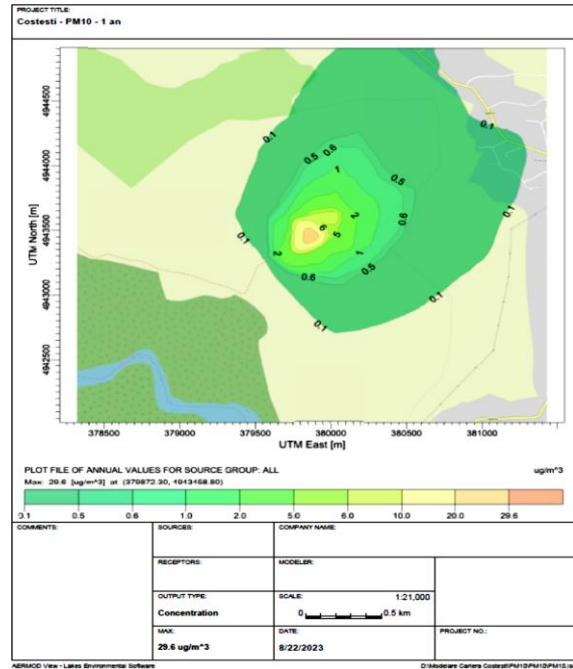 PROJECT TITLE:
Costesti - PM10 - 1 an
UTM North [m]
4944500
4944000
4943500
4943000
4942500
0.1
0.1
0.5
0.6
1
0.5
2
0.6
6
5
0.1
0.1
2
1
0.5
0.6
0.1
0.1
378500 379000 379500 380000 380500 381000
UTM East [m]
PLOT FILE OF ANNUAL VALUES FOR SOURCE GROUP: ALL
ug/m^3
Max: 29.6 [ug/m^3] at (379872.30, 4943458.80)
0.1 0.5 0.6 1.0 2.0 5.0 6.0 10.0 20.0 29.6
COMMENTS:
SOURCES:
COMPANY NAME:
RECEPTORS:
MODELER:
OUTPUT TYPE:
Concentration
SCALE:
1:21,000
0 0.5 km
MAX:
29.6 ug/m^3
DATE:
8/22/2023
PROJECT NO.:
AERMOD View - Lakes Environmental Software